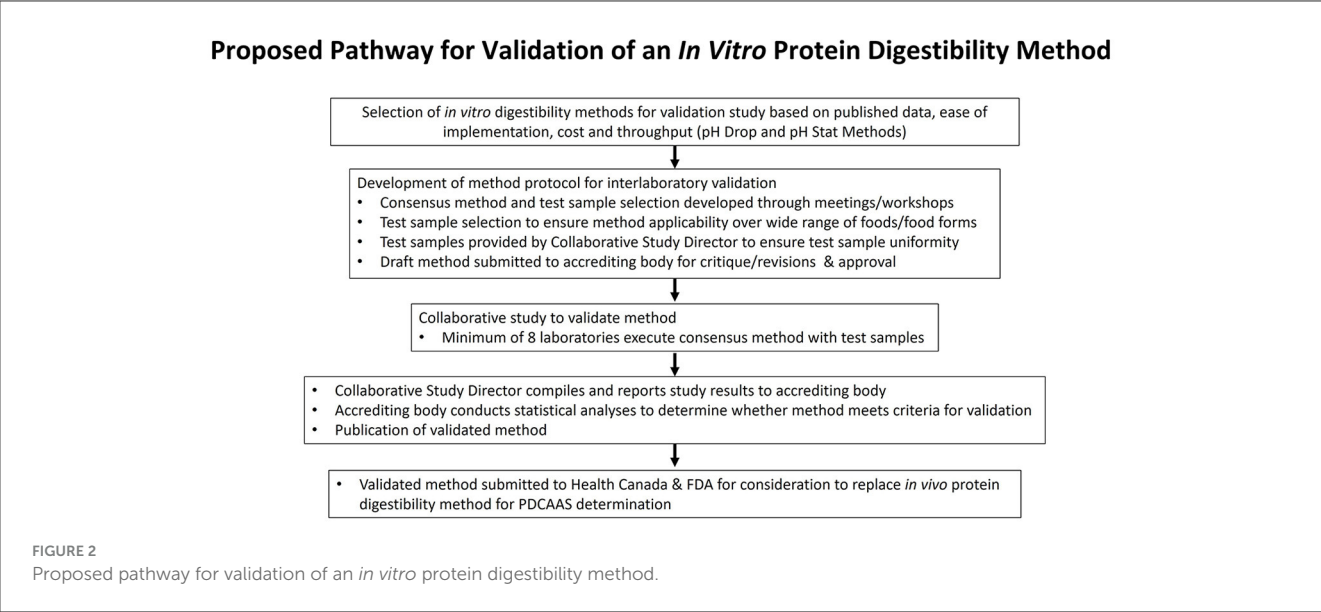 Proposed Pathway for Validation of an In Vitro Protein Digestibility Method
Selection of in vitro digestibility methods for validation study based on published data, ease of
implementation, cost and throughput (pH Drop and pH Stat Methods)
Development of method protocol for interlaboratory validation
• Consensus method and test sample selection developed through meetings/workshops
• Test sample selection to ensure method applicability over wide range of foods/food forms
• Test samples provided by Collaborative Study Director to ensure test sample uniformity
• Draft method submitted to accrediting body for critique/revisions & approval
Collaborative study to validate method
• Minimum of 8 laboratories execute consensus method with test samples
• Collaborative Study Director compiles and reports study results to accrediting body
• Accrediting body conducts statistical analyses to determine whether method meets criteria for validation
• Publication of validated method
• Validated method submitted to Health Canada & FDA for consideration to replace in vivo protein
digestibility method for PDCAAS determination
FIGURE 2
Proposed pathway for validation of an in vitro protein digestibility method.